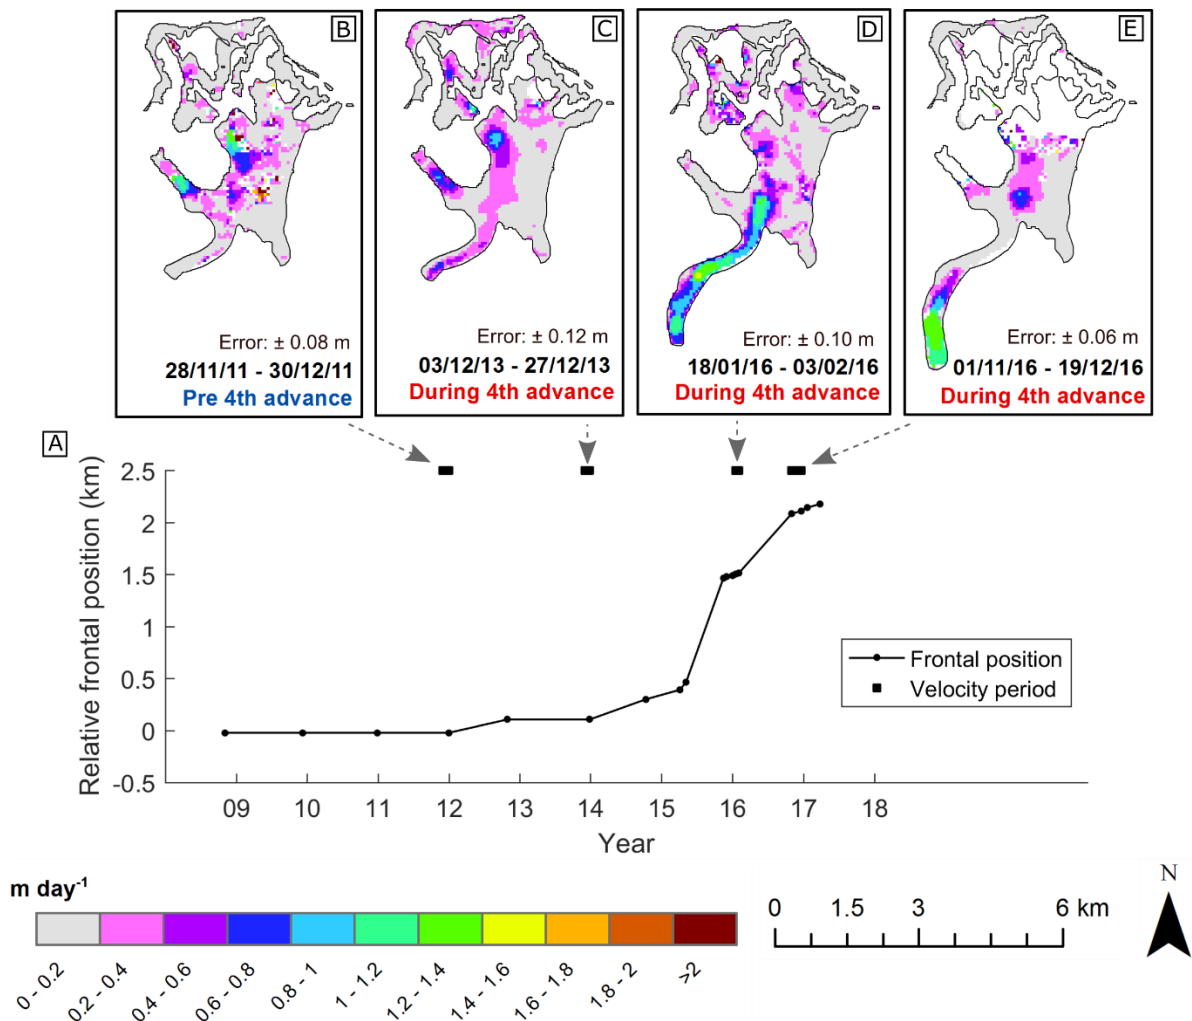 B
C
D
E
Error: ± 0.08 m
28/11/11 - 30/12/11
Pre 4th advance
Error: ± 0.12 m
03/12/13 - 27/12/13
During 4th advance
Error: ± 0.10 m
18/01/16 - 03/02/16
During 4th advance
Error: ± 0.06 m
01/11/16 - 19/12/16
During 4th advance
A
Relative frontal position (km)
2.5
2
1.5
1
0.5
0
-0.5
Frontal position
Velocity period
09 10 11 12 13 14 15 16 17 18
Year
m day-1
0 - 0.2
0.2 - 0.4
0.4 - 0.6
0.6 - 0.8
0.8 - 1
1 - 1.2
1.2 - 1.4
1.4 - 1.6
1.6 - 1.8
1.8 - 2
>2
0 1.5 3 6 km
N